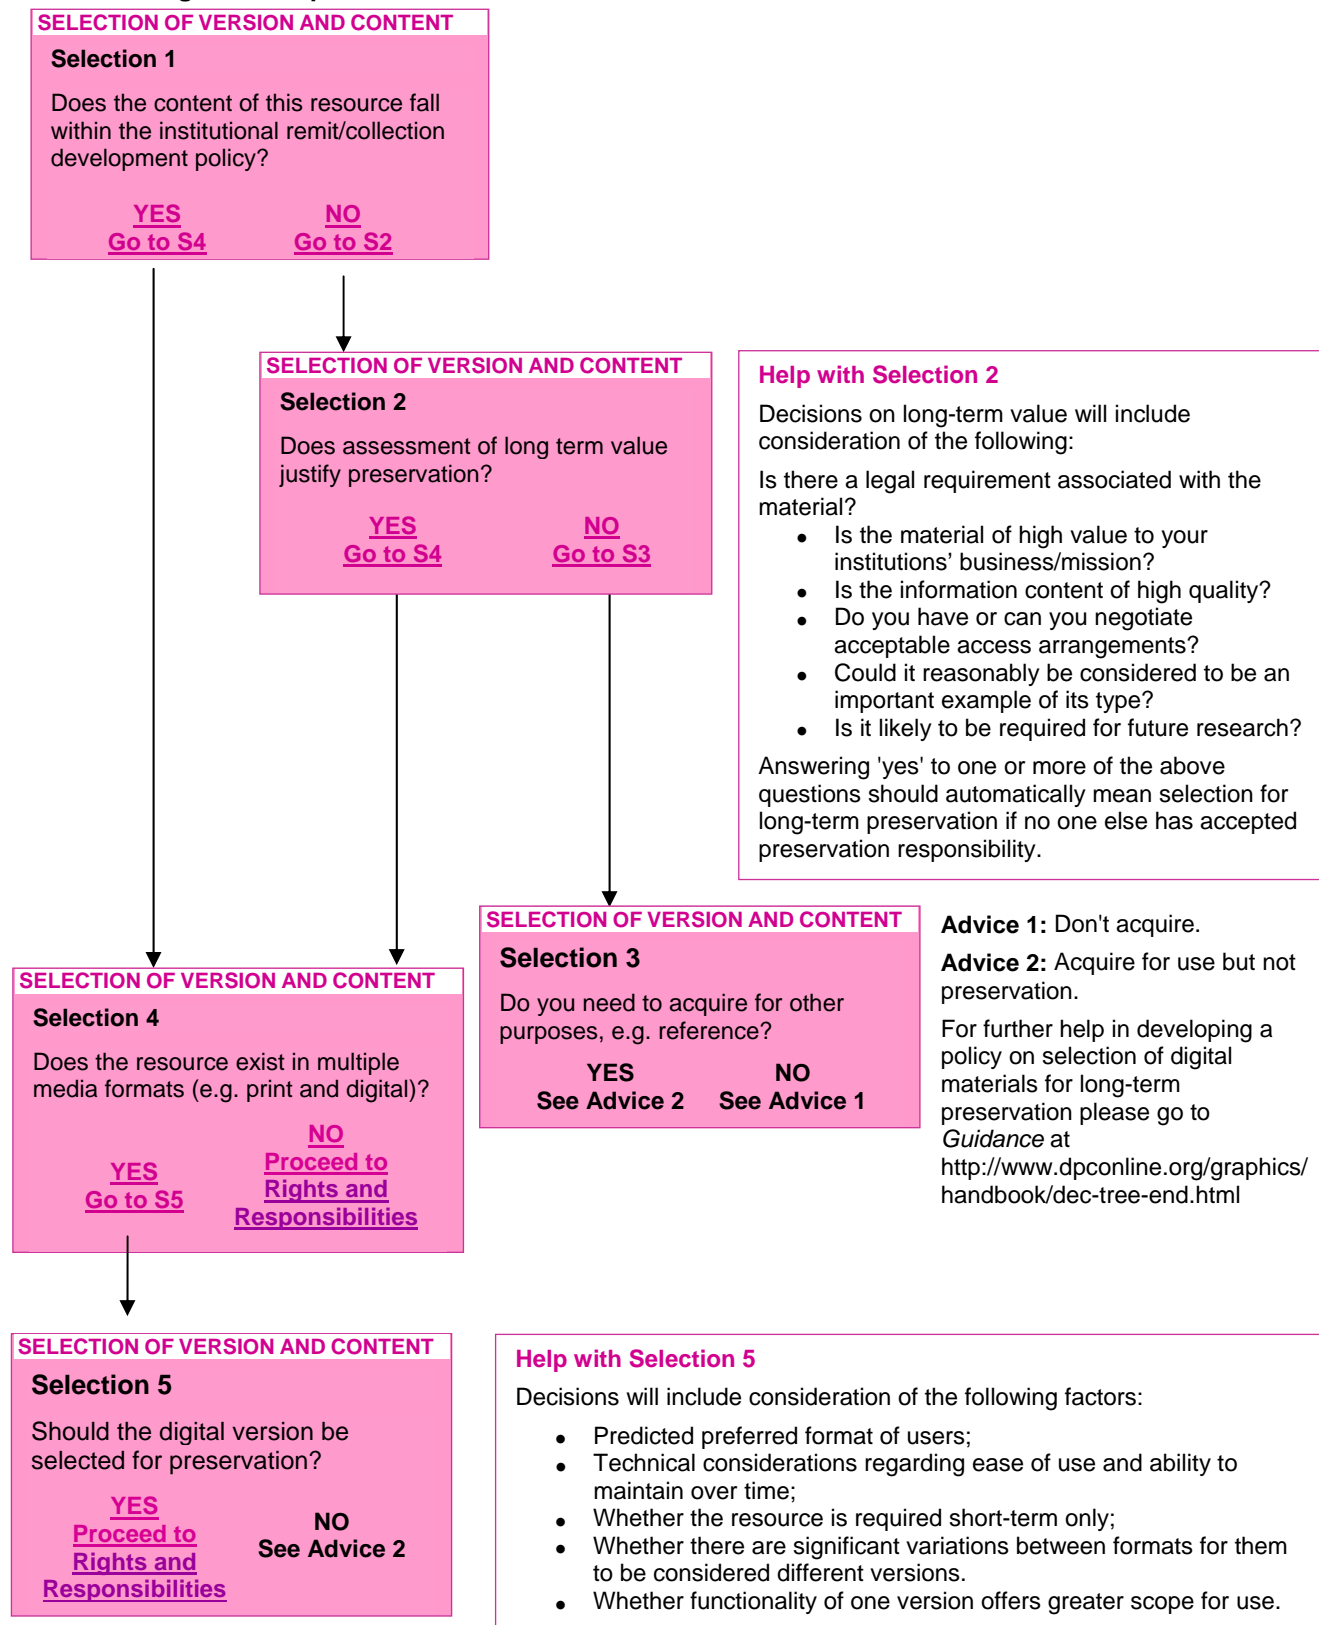 SELECTION OF VERSION AND CONTENT
Selection 1
Does the content of this resource fall
within the institutional remit/collection
development policy?
YES
Go to S4
NO
Go to S2
SELECTION OF VERSION AND CONTENT
Selection 2
Does assessment of long term value
justify preservation?
YES
Go to S4
NO
Go to S3
Help with Selection 2
Decisions on long-term value will include
consideration of the following:
Is there a legal requirement associated with the
material?
• Is the material of high value to your
institutions’ business/mission?
• Is the information content of high quality?
• Do you have or can you negotiate
acceptable access arrangements?
• Could it reasonably be considered to be an
important example of its type?
• Is it likely to be required for future research?
Answering 'yes' to one or more of the above
questions should automatically mean selection for
long-term preservation if no one else has accepted
preservation responsibility.
SELECTION OF VERSION AND CONTENT
Selection 3
Do you need to acquire for other
purposes, e.g. reference?
YES
See Advice 2
NO
See Advice 1
Advice 1: Don't acquire.
Advice 2: Acquire for use but not
preservation.
For further help in developing a
policy on selection of digital
materials for long-term
preservation please go to
Guidance at
http://www.dpconline.org/graphics/
handbook/dec-tree-end.html
SELECTION OF VERSION AND CONTENT
Selection 4
Does the resource exist in multiple
media formats (e.g. print and digital)?
YES
Go to S5
NO
Proceed to
Rights and
Responsibilities
SELECTION OF VERSION AND CONTENT
Selection 5
Should the digital version be
selected for preservation?
YES
Proceed to
Rights and
Responsibilities
NO
See Advice 2
Help with Selection 5
Decisions will include consideration of the following factors:
• Predicted preferred format of users;
• Technical considerations regarding ease of use and ability to
maintain over time;
• Whether the resource is required short-term only;
• Whether there are significant variations between formats for them
to be considered different versions.
• Whether functionality of one version offers greater scope for use.